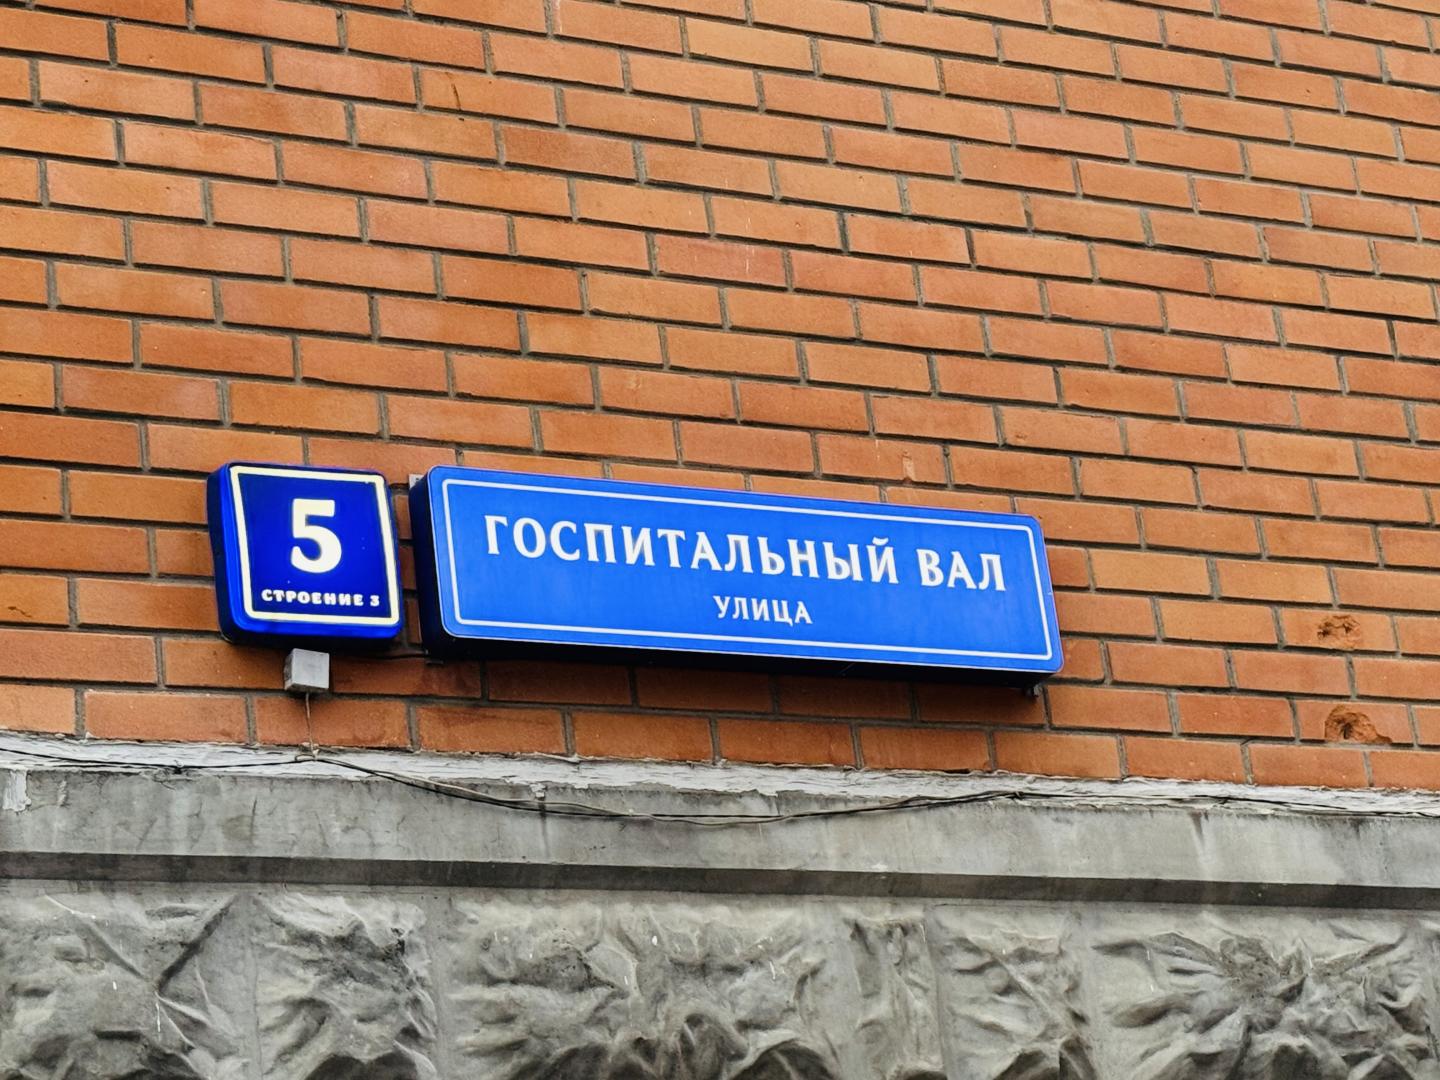 5
СТРОЕНИЕ 3
ГОСПИТАЛЬНЫЙ ВАЛ
УЛИЦА